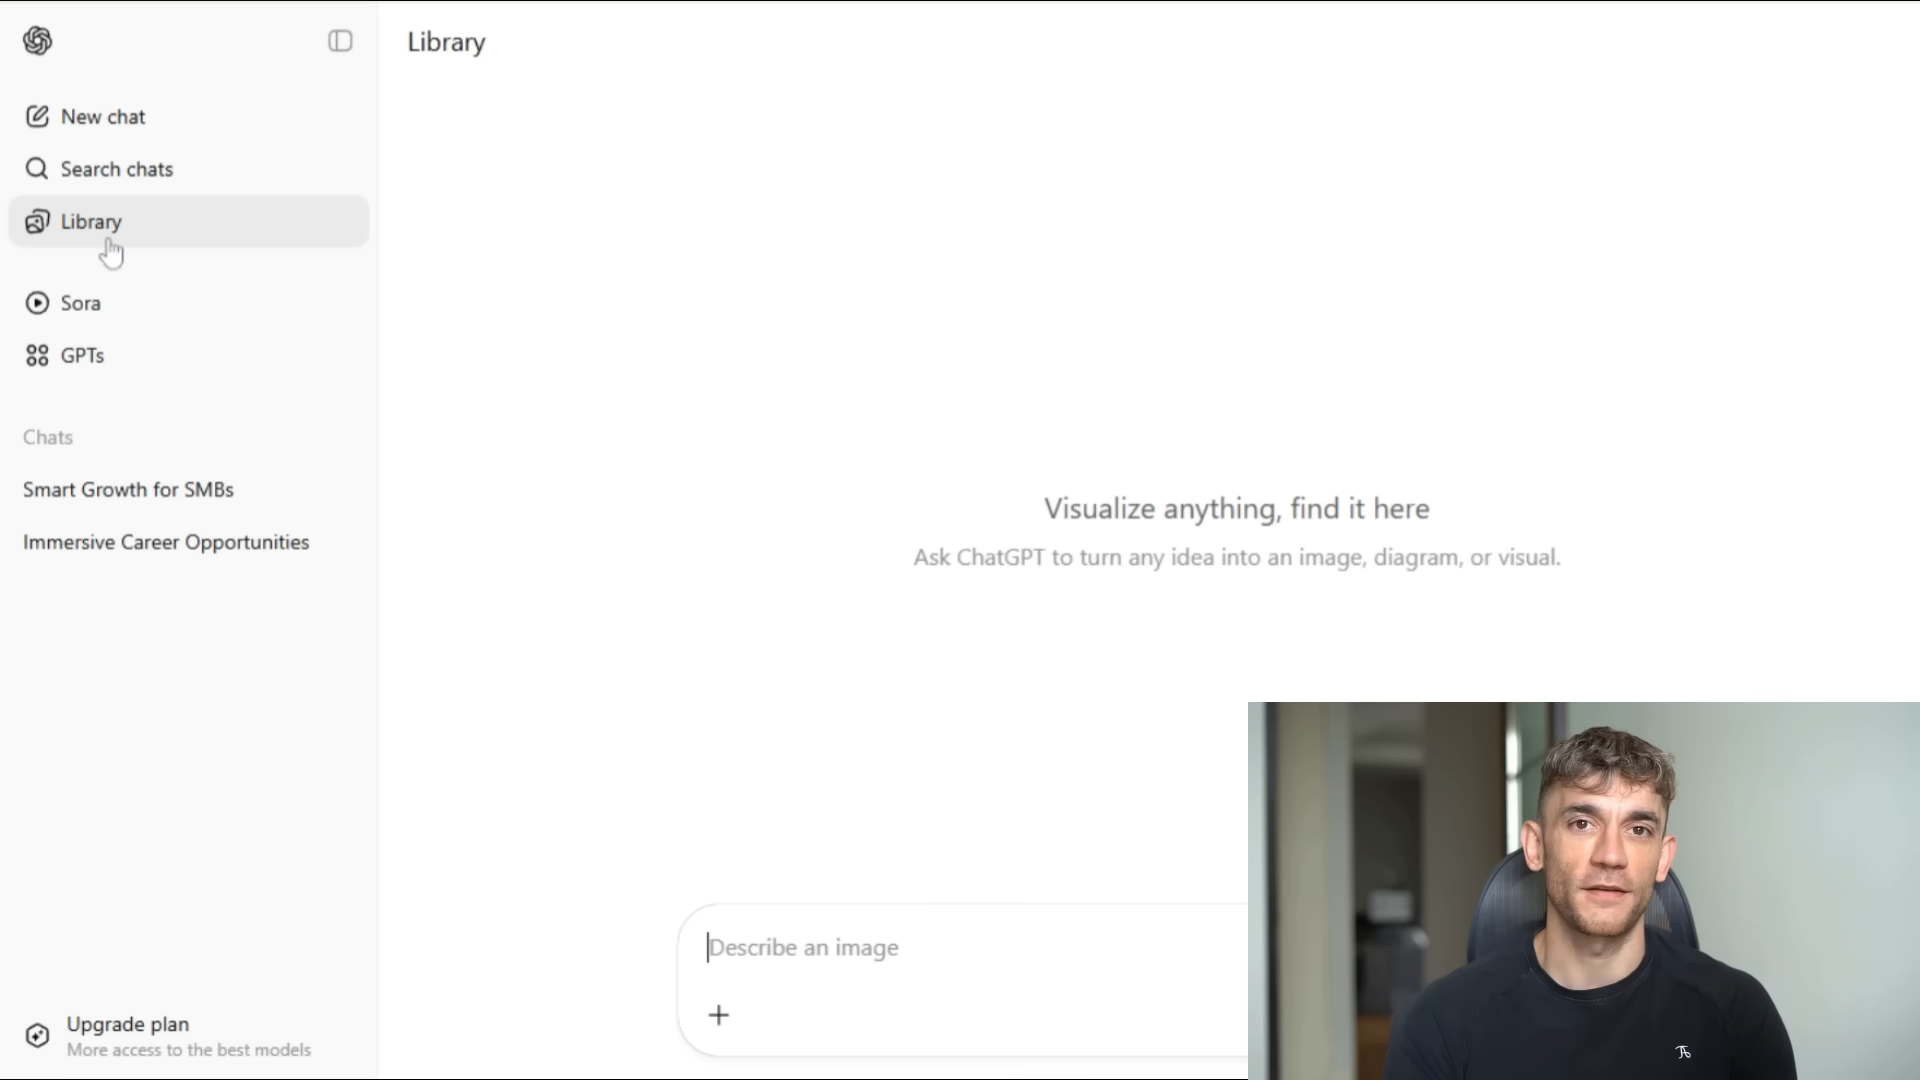 Library
New chat
Search chats
Library
Sora
GPTs
Chats
Smart Growth for SMBs
Immersive Career Opportunities
Visualize anything, find it here
Ask ChatGPT to turn any idea into an image, diagram, or visual.
Describe an image
Upgrade plan
More access to the best models